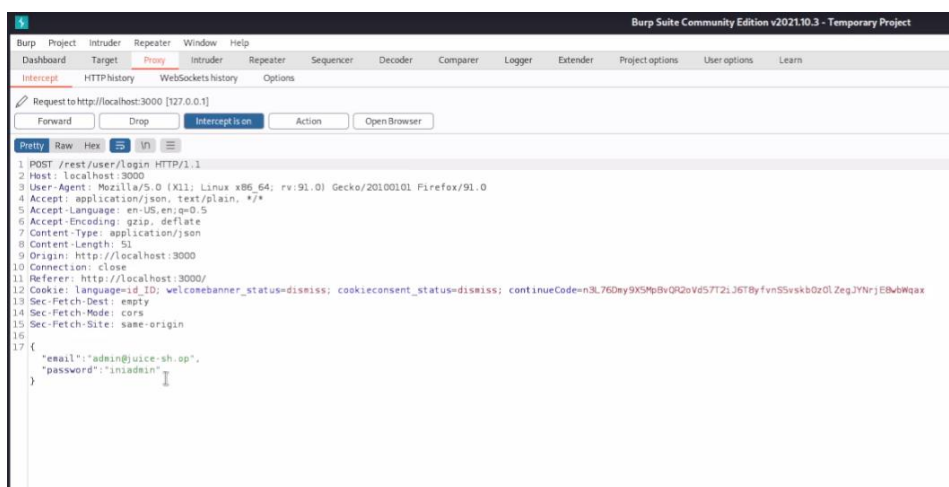 Burp Suite Community Edition v2021.10.3 - Temporary Project
Burp Project Intruder Repeater Window Help
Dashboard Target Proxy Intruder Repeater Sequencer Decoder Comparer Logger Extender Project options User options Learn
Intercept HTTP history WebSockets history Options
Request to http://localhost:3000 [127.0.0.1]
Forward Drop Intercept is on Action Open Browser
Pretty Raw Hex \n
1 POST /rest/user/login HTTP/1.1
2 Host: localhost:3000
3 User-Agent: Mozilla/5.0 (X11; Linux x86_64; rv:91.0) Gecko/20100101 Firefox/91.0
4 Accept: application/json, text/plain, */*
5 Accept-Language: en-US,en;q=0.5
6 Accept-Encoding: gzip, deflate
7 Content-Type: application/json
8 Content-Length: 51
9 Origin: http://localhost:3000
10 Connection: close
11 Referer: http://localhost:3000/
12 Cookie: language=id_ID; welcomebanner_status=dismiss; cookieconsent_status=dismiss;
13 Sec-Fetch-Dest: empty
14 Sec-Fetch-Mode: cors
15 Sec-Fetch-Site: same-origin
16
17 {
"email":"admin@juice-sh.op",
"password":"iniadmin"
}